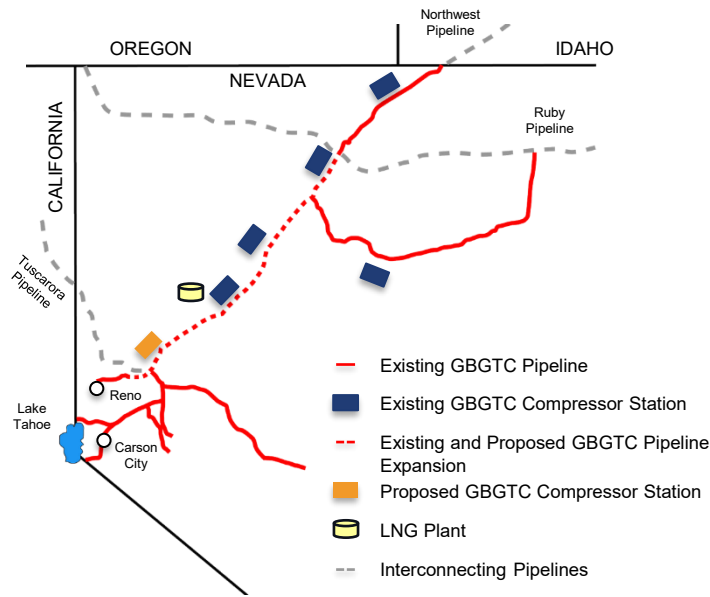 Northwest
Pipeline
OREGON
IDAHO
NEVADA
CALIFORNIA
Ruby
Pipeline
Tuscarora
Pipeline
Reno
Lake
Tahoe
Carson
City
Existing GBGTC Pipeline
Existing GBGTC Compressor Station
Existing and Proposed GBGTC Pipeline
Expansion
Proposed GBGTC Compressor Station
LNG Plant
Interconnecting Pipelines